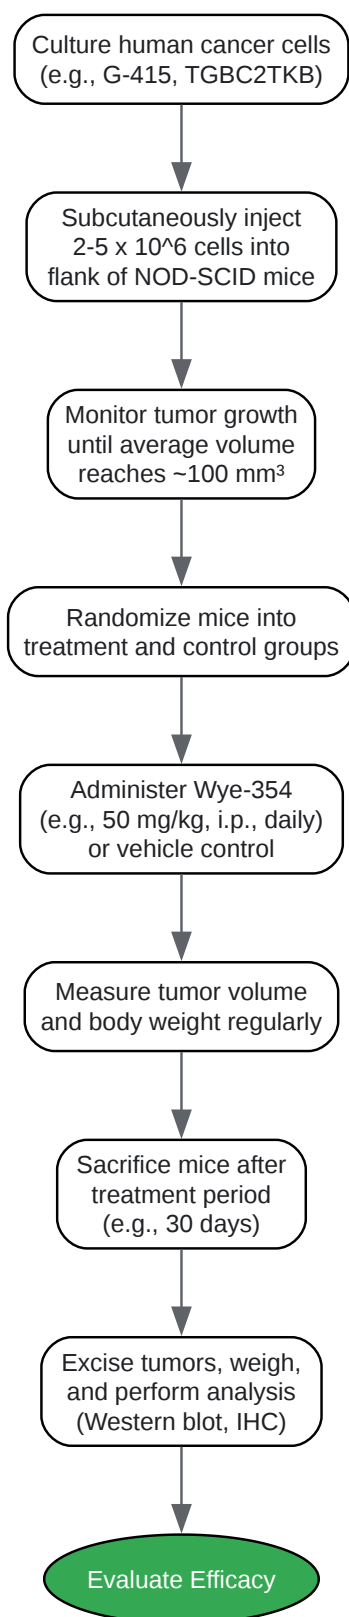 Culture human cancer cells
(e.g., G-415, TGBC2TKB)
Subcutaneously inject
2-5 x 10^6 cells into
flank of NOD-SCID mice
Monitor tumor growth
until average volume
reaches ~100 mm³
Randomize mice into
treatment and control groups
Administer Wye-354
(e.g., 50 mg/kg, i.p., daily)
or vehicle control
Measure tumor volume
and body weight regularly
Sacrifice mice after
treatment period
(e.g., 30 days)
Excise tumors, weigh,
and perform analysis
(Western blot, IHC)
Evaluate Efficacy